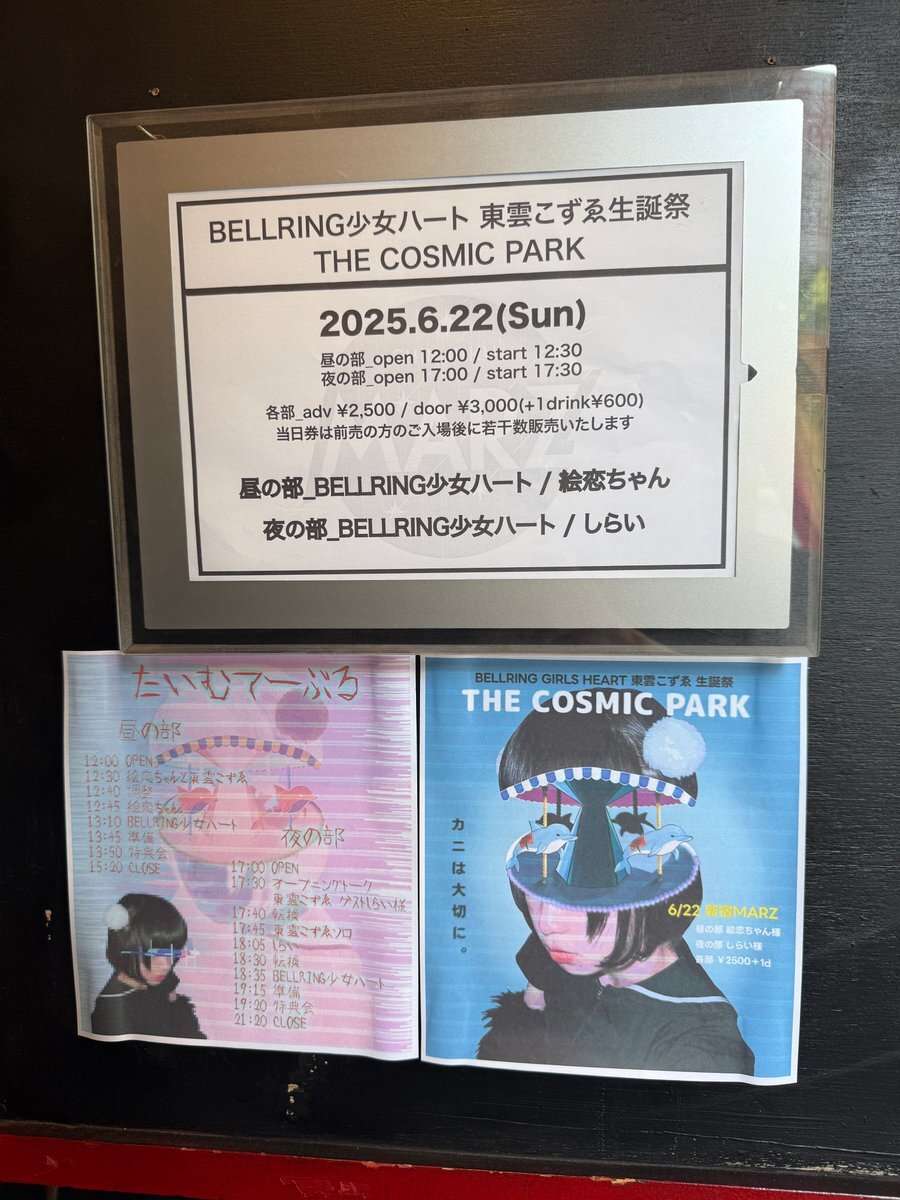 BELLRING少女ハート 東雲こずゑ生誕祭
THE COSMIC PARK
2025.6.22(Sun)
昼の部_open 12:00 / start 12:30
夜の部_open 17:00 / start 17:30
各部_adv ¥2,500 / door ¥3,000(+1drink¥600)
当日券は前売の方のご入場後に若干数販売いたします
MARZ
昼の部_BELLRING少女ハート / 絵恋ちゃん
夜の部_BELLRING少女ハート / しらい
たいむてーぶる
昼の部
12:00 OPEN
12:30 絵恋ちゃんと東雲こずゑ
12:40 調整
12:45 絵恋ちゃん
13:10 BELLRING少女ハート
13:45 準備
13:50 特典会
15:20 CLOSE
夜の部
17:00 OPEN
17:30 オープニングトーク
東雲こずゑ ゲストしらい様
17:40 転換
17:45 東雲こずゑソロ
18:05 しらい
18:30 転換
18:35 BELLRING少女ハート
19:15 準備
19:20 特典会
21:20 CLOSE
BELLRING GIRLS HEART 東雲こずゑ 生誕祭
THE COSMIC PARK
カニは大切に。
6/22 新宿MARZ
昼の部 絵恋ちゃん様
夜の部 しらい様
各部 ¥2500+1d